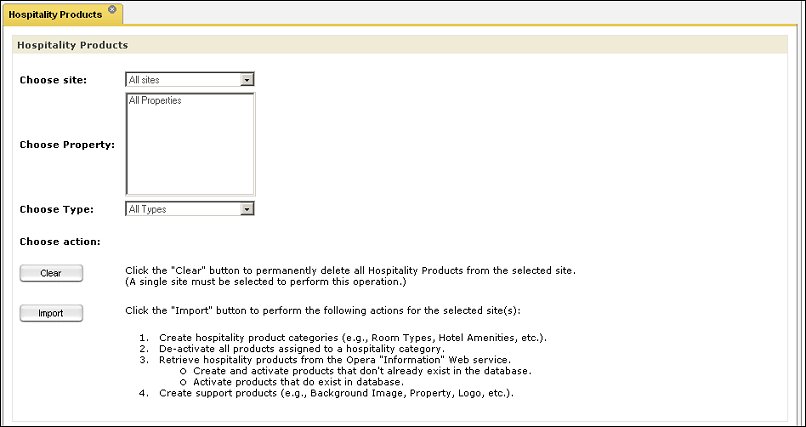 Hospitality Products
Hospitality Products
Choose site:
All sites
Choose Property:
All Properties
Choose Type:
All Types
Choose action:
Clear
Click the "Clear" button to permanently delete all Hospitality Products from the selected site.
(A single site must be selected to perform this operation.)
Import
Click the "Import" button to perform the following actions for the selected site(s):
1. Create hospitality product categories (e.g., Room Types, Hotel Amenities, etc.).
2. De-activate all products assigned to a hospitality category.
3. Retrieve hospitality products from the Opera "Information" Web service.
o Create and activate products that don't already exist in the database.
o Activate products that do exist in database.
4. Create support products (e.g., Background Image, Property, Logo, etc.).